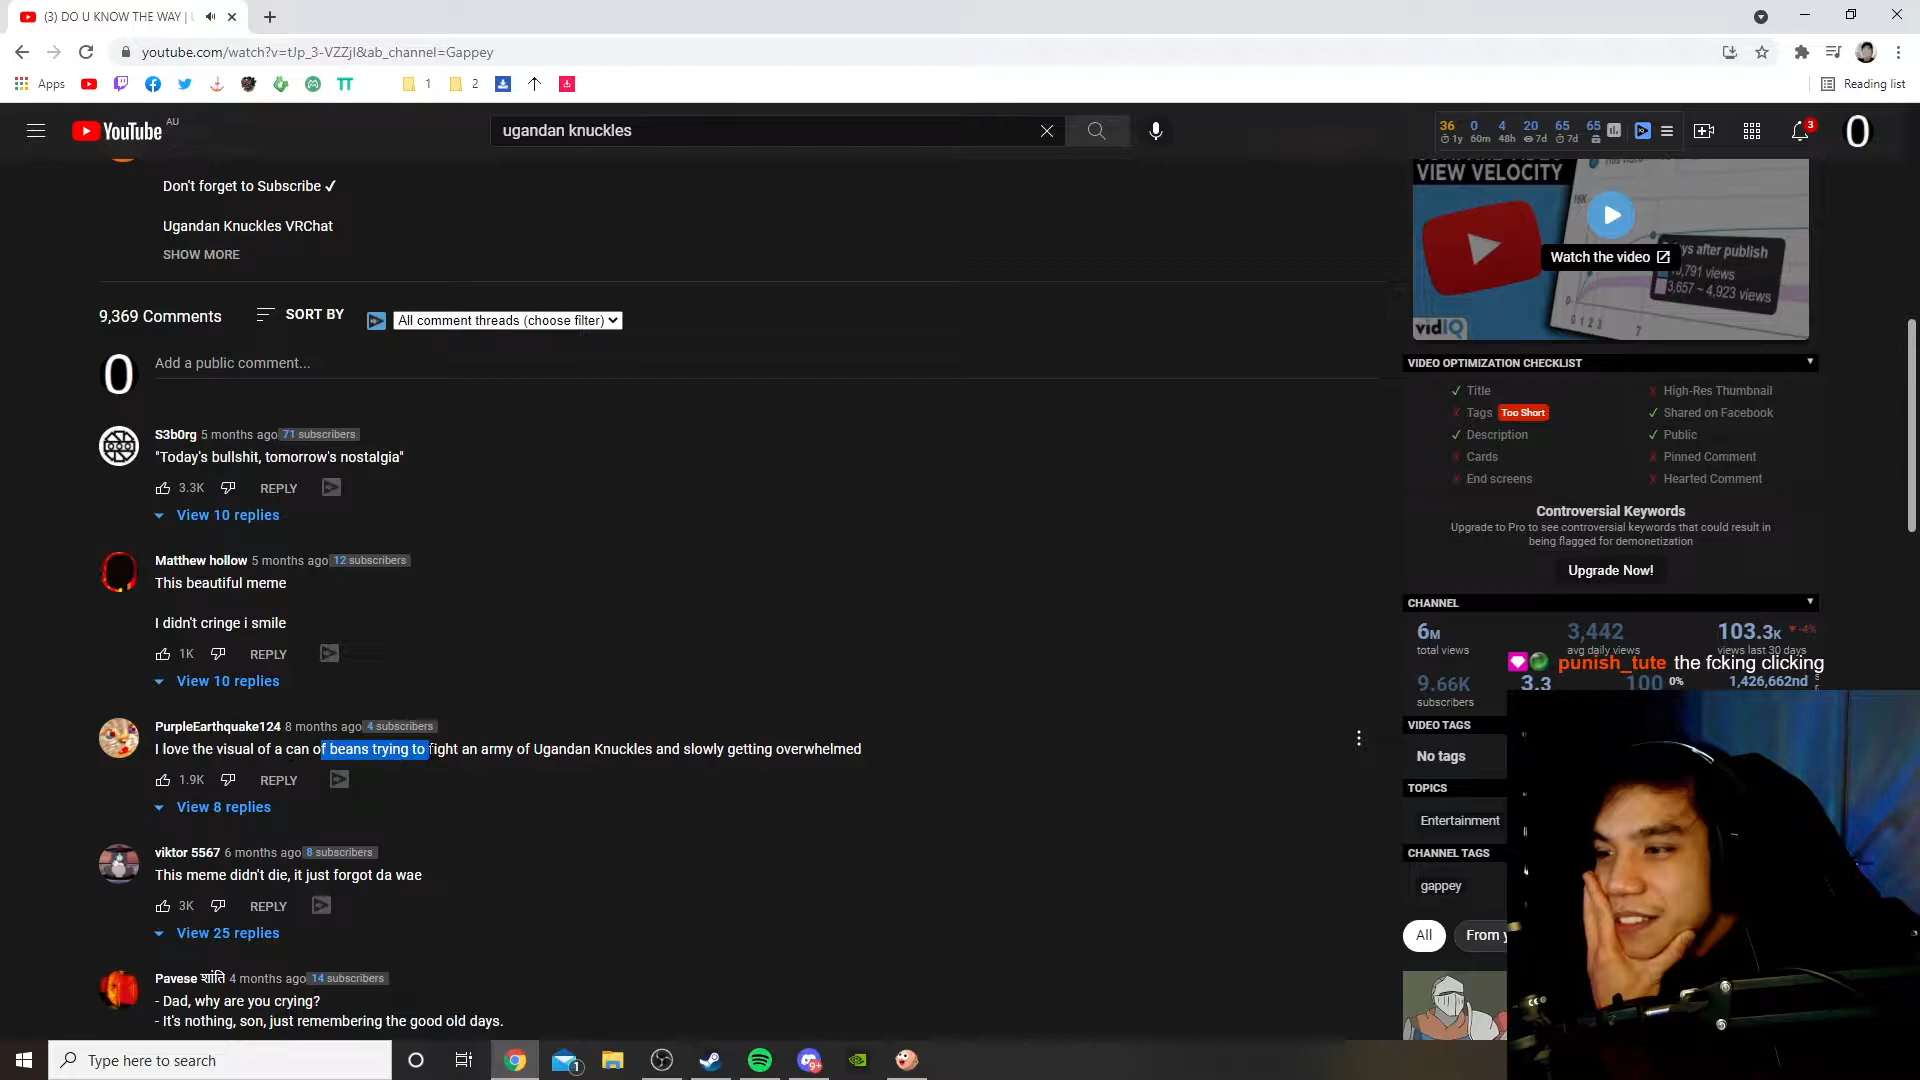 (3) DO U KNOW THE WAY |
youtube.com/watch?v=tJp_3-VZZjI&ab_channel=Gappey
Apps
1
2
Reading list
YouTube
AU
ugandan knuckles
36 0 4 20 65 65
1y 60m 48h 7d 7d
3
0
Don't forget to Subscribe ✓
Ugandan Knuckles VRChat
SHOW MORE
9,369 Comments
SORT BY
All comment threads (choose filter)
0
Add a public comment...
S3b0rg 5 months ago 71 subscribers
"Today's bullshit, tomorrow's nostalgia"
3.3K REPLY
View 10 replies
Matthew hollow 5 months ago 12 subscribers
This beautiful meme
I didn't cringe i smile
1K REPLY
View 10 replies
PurpleEarthquake124 8 months ago 4 subscribers
I love the visual of a can of beans trying to fight an army of Ugandan Knuckles and slowly getting overwhelmed
1.9K REPLY
View 8 replies
viktor 5567 6 months ago 8 subscribers
This meme didn't die, it just forgot da wae
3K REPLY
View 25 replies
Pavese शांति 4 months ago 14 subscribers
- Dad, why are you crying?
- It's nothing, son, just remembering the good old days.
VIEW VELOCITY
16K
ys after publish
,791 views
3,657 ~ 4,923 views
Watch the video
0 1 2 3 7
vidIQ
VIDEO OPTIMIZATION CHECKLIST
Title
High-Res Thumbnail
Tags Too Short
Shared on Facebook
Description
Public
Cards
Pinned Comment
End screens
Hearted Comment
Controversial Keywords
Upgrade to Pro to see controversial keywords that could result in
being flagged for demonetization
Upgrade Now!
CHANNEL
6M 3,442 103.3K -4%
total views avg daily views views last 30 days
punish_tute the fcking clicking
9.66K 3.3 100 0% 1,426,662nd
subscribers
VIDEO TAGS
No tags
TOPICS
Entertainment
CHANNEL TAGS
gappey
All
From y
Type here to search
1
9+